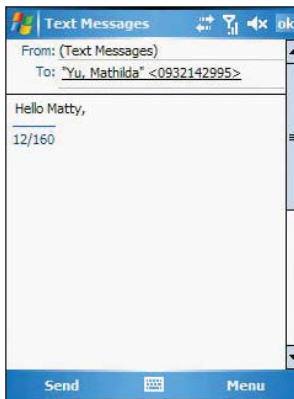 Text Messages
ok
From: (Text Messages)
To: "Yu, Mathilda" <0932142995>
Hello Matty,
12/160
Send Menu